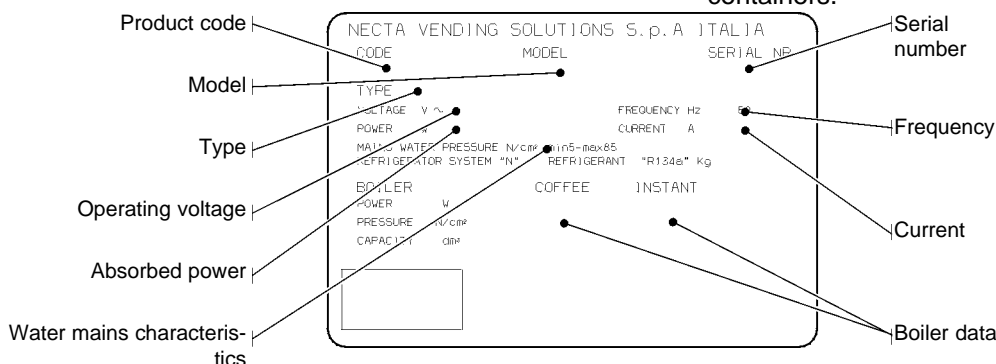 containers.
Product code
Model
Type
Operating voltage
Absorbed power
Water mains characteris-
tics
NECTA VENDING SOLUTIONS S.p.A ITALIA
CODE MODEL SERIAL NR
TYPE
VOLTAGE V ~ FREQUENCY Hz 50
POWER W CURRENT A
MAINS WATER PRESSURE N/cm² min5-max85
REFRIGERATOR SYSTEM "N" REFRIGERANT "R134a" Kg
BOILER COFFEE INSTANT
POWER W
PRESSURE N/cm²
CAPACITY dm³
Serial
number
Frequency
Current
Boiler data